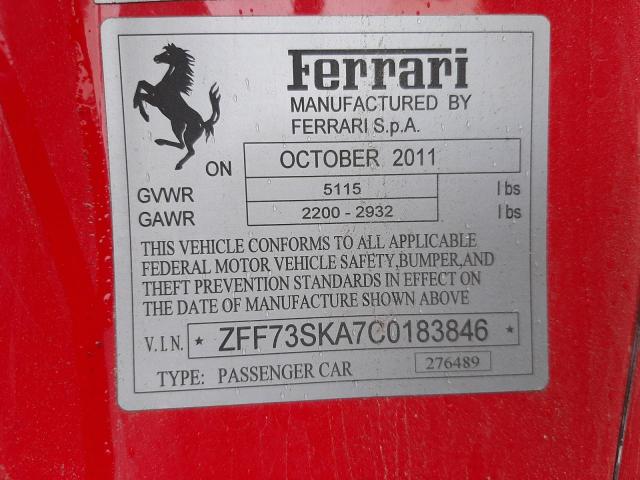 Ferrari
MANUFACTURED BY
FERRARI S.p.A.
ON OCTOBER 2011
GVWR 5115 lbs
GAWR 2200 - 2932 lbs
THIS VEHICLE CONFORMS TO ALL APPLICABLE
FEDERAL MOTOR VEHICLE SAFETY,BUMPER,AND
THEFT PREVENTION STANDARDS IN EFFECT ON
THE DATE OF MANUFACTURE SHOWN ABOVE
V.I.N. * ZFF73SKA7C0183846 *
TYPE: PASSENGER CAR 276489